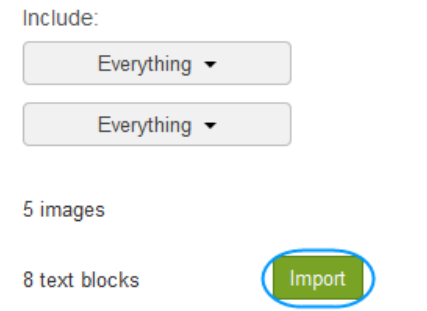 Include:
Everything
Everything
5 images
8 text blocks
Import